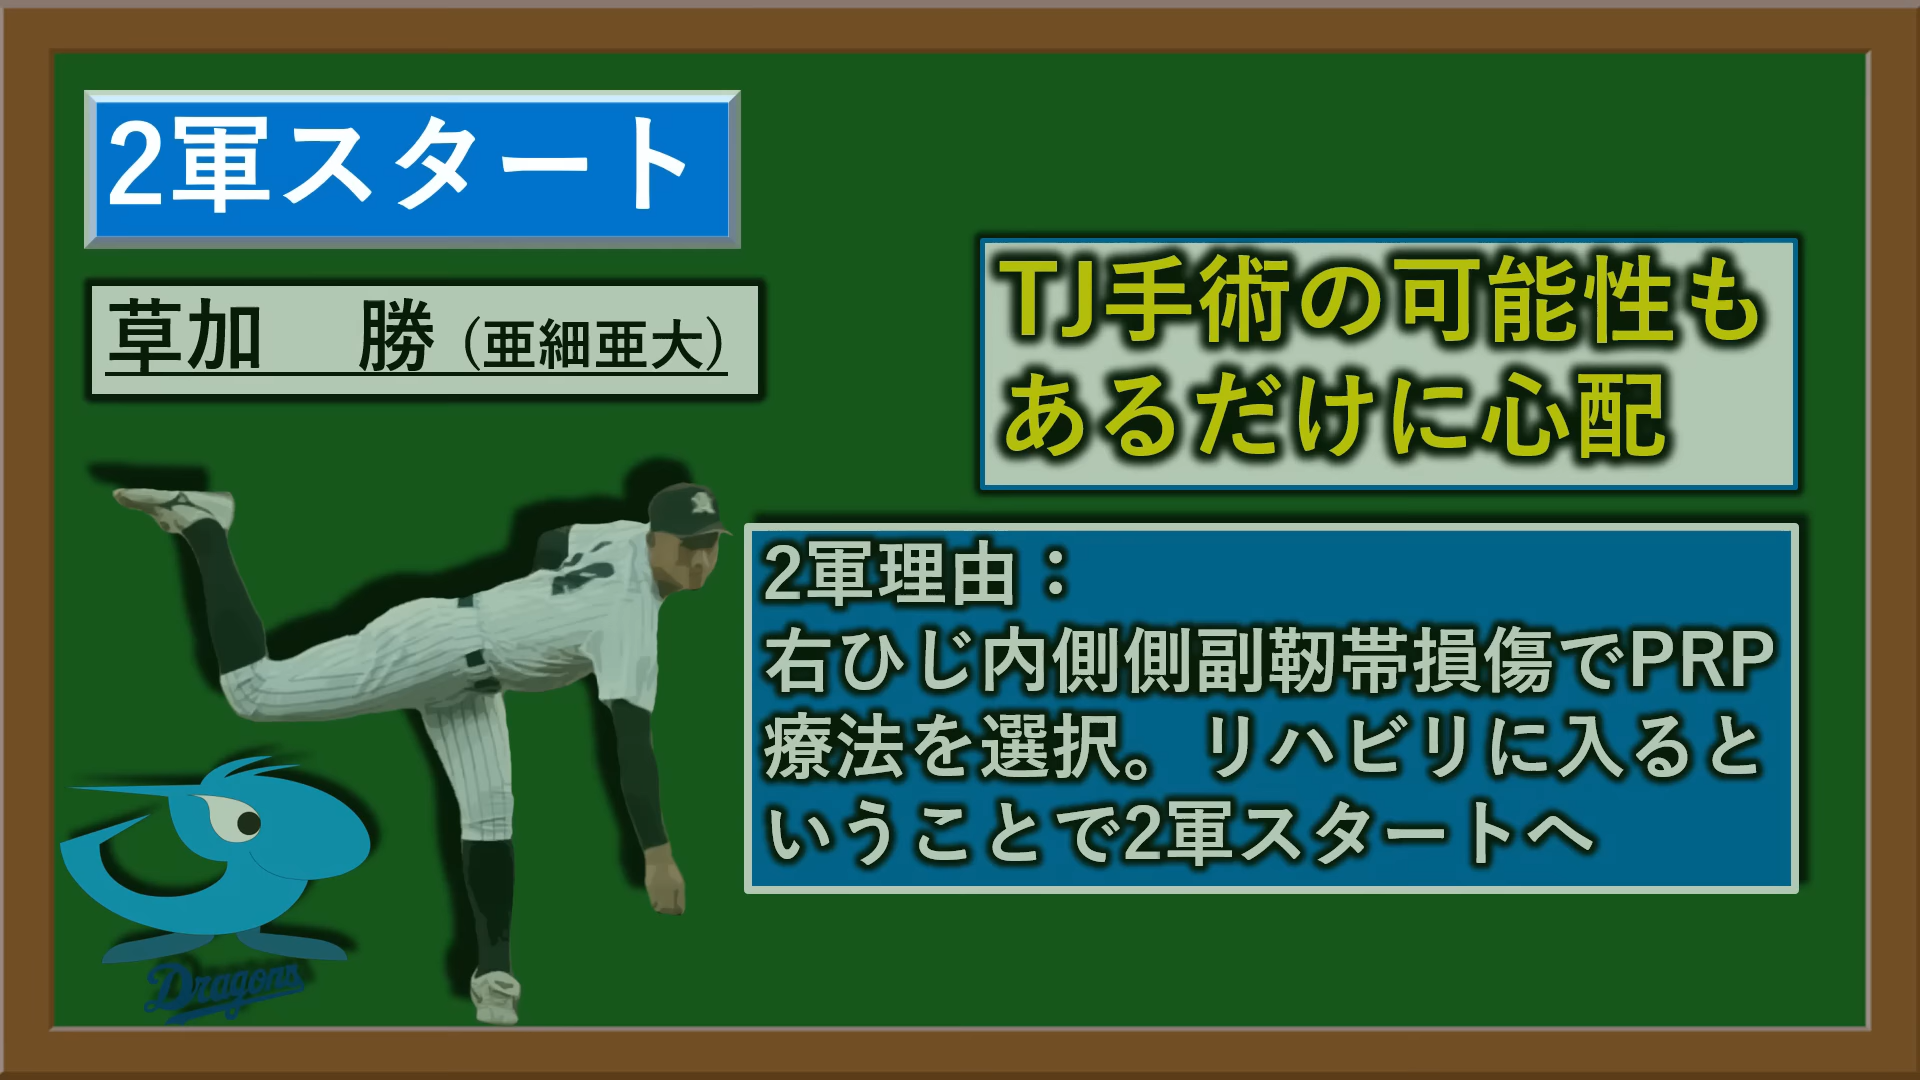 2軍スタート
草加　勝（亜細亜大）
TJ手術の可能性も
あるだけに心配
2軍理由：
右ひじ内側側副靭帯損傷でPRP
療法を選択。リハビリに入ると
いうことで2軍スタートへ
Dragons